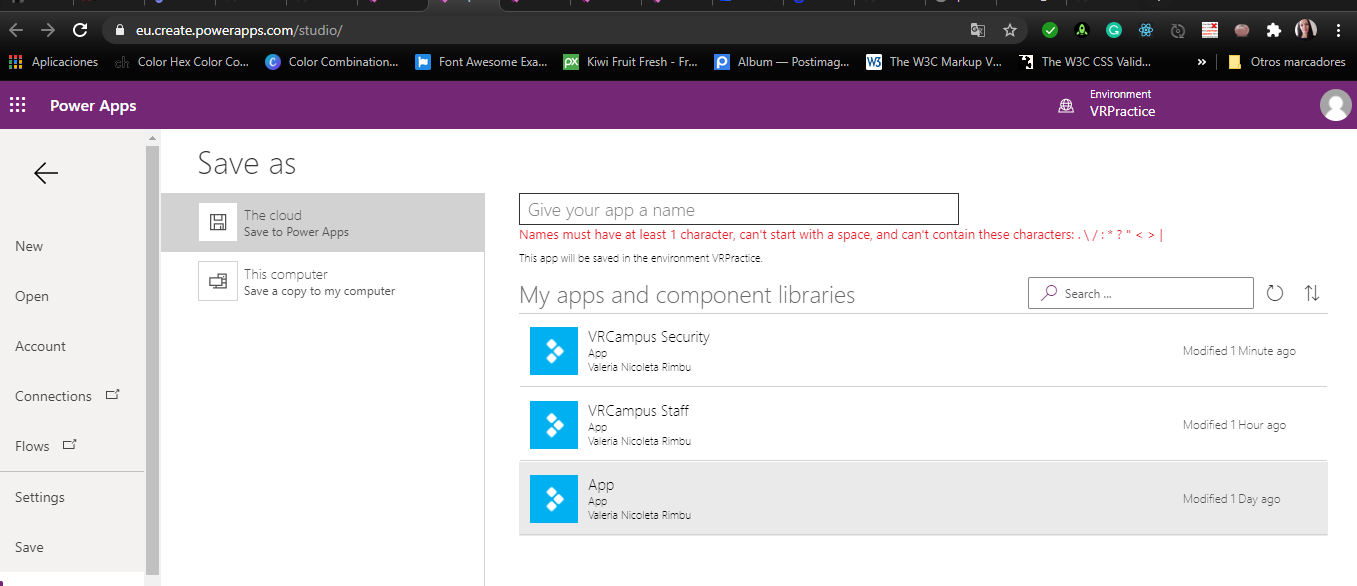 eu.create.powerapps.com/studio/
Aplicaciones
Color Hex Color Co...
Color Combination...
Font Awesome Exa...
Kiwi Fruit Fresh - Fr...
Album — Postimag...
The W3C Markup V...
The W3C CSS Valid...
»
Otros marcadores
Power Apps
Environment
VRPractice
Save as
New
Open
Account
Connections
Flows
Settings
Save
The cloud
Save to Power Apps
This computer
Save a copy to my computer
Give your app a name
Names must have at least 1 character, can't start with a space, and can't contain these characters: . \ / : * ? " < > |
This app will be saved in the environment VRPractice.
My apps and component libraries
Search ...
VRCampus Security
App
Valeria Nicoleta Rimbu
Modified 1 Minute ago
VRCampus Staff
App
Valeria Nicoleta Rimbu
Modified 1 Hour ago
App
App
Valeria Nicoleta Rimbu
Modified 1 Day ago